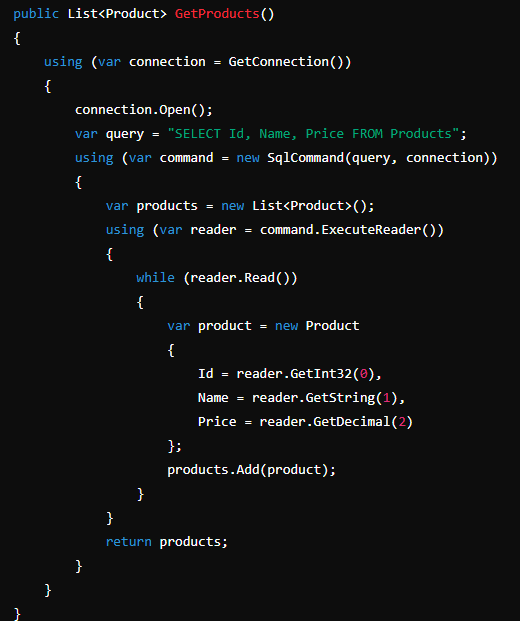 public List<Product> GetProducts()
{
    using (var connection = GetConnection())
    {
        connection.Open();
        var query = "SELECT Id, Name, Price FROM Products";
        using (var command = new SqlCommand(query, connection))
        {
            var products = new List<Product>();
            using (var reader = command.ExecuteReader())
            {
                while (reader.Read())
                {
                    var product = new Product
                    {
                        Id = reader.GetInt32(0),
                        Name = reader.GetString(1),
                        Price = reader.GetDecimal(2)
                    };
                    products.Add(product);
                }
            }
            return products;
        }
    }
}